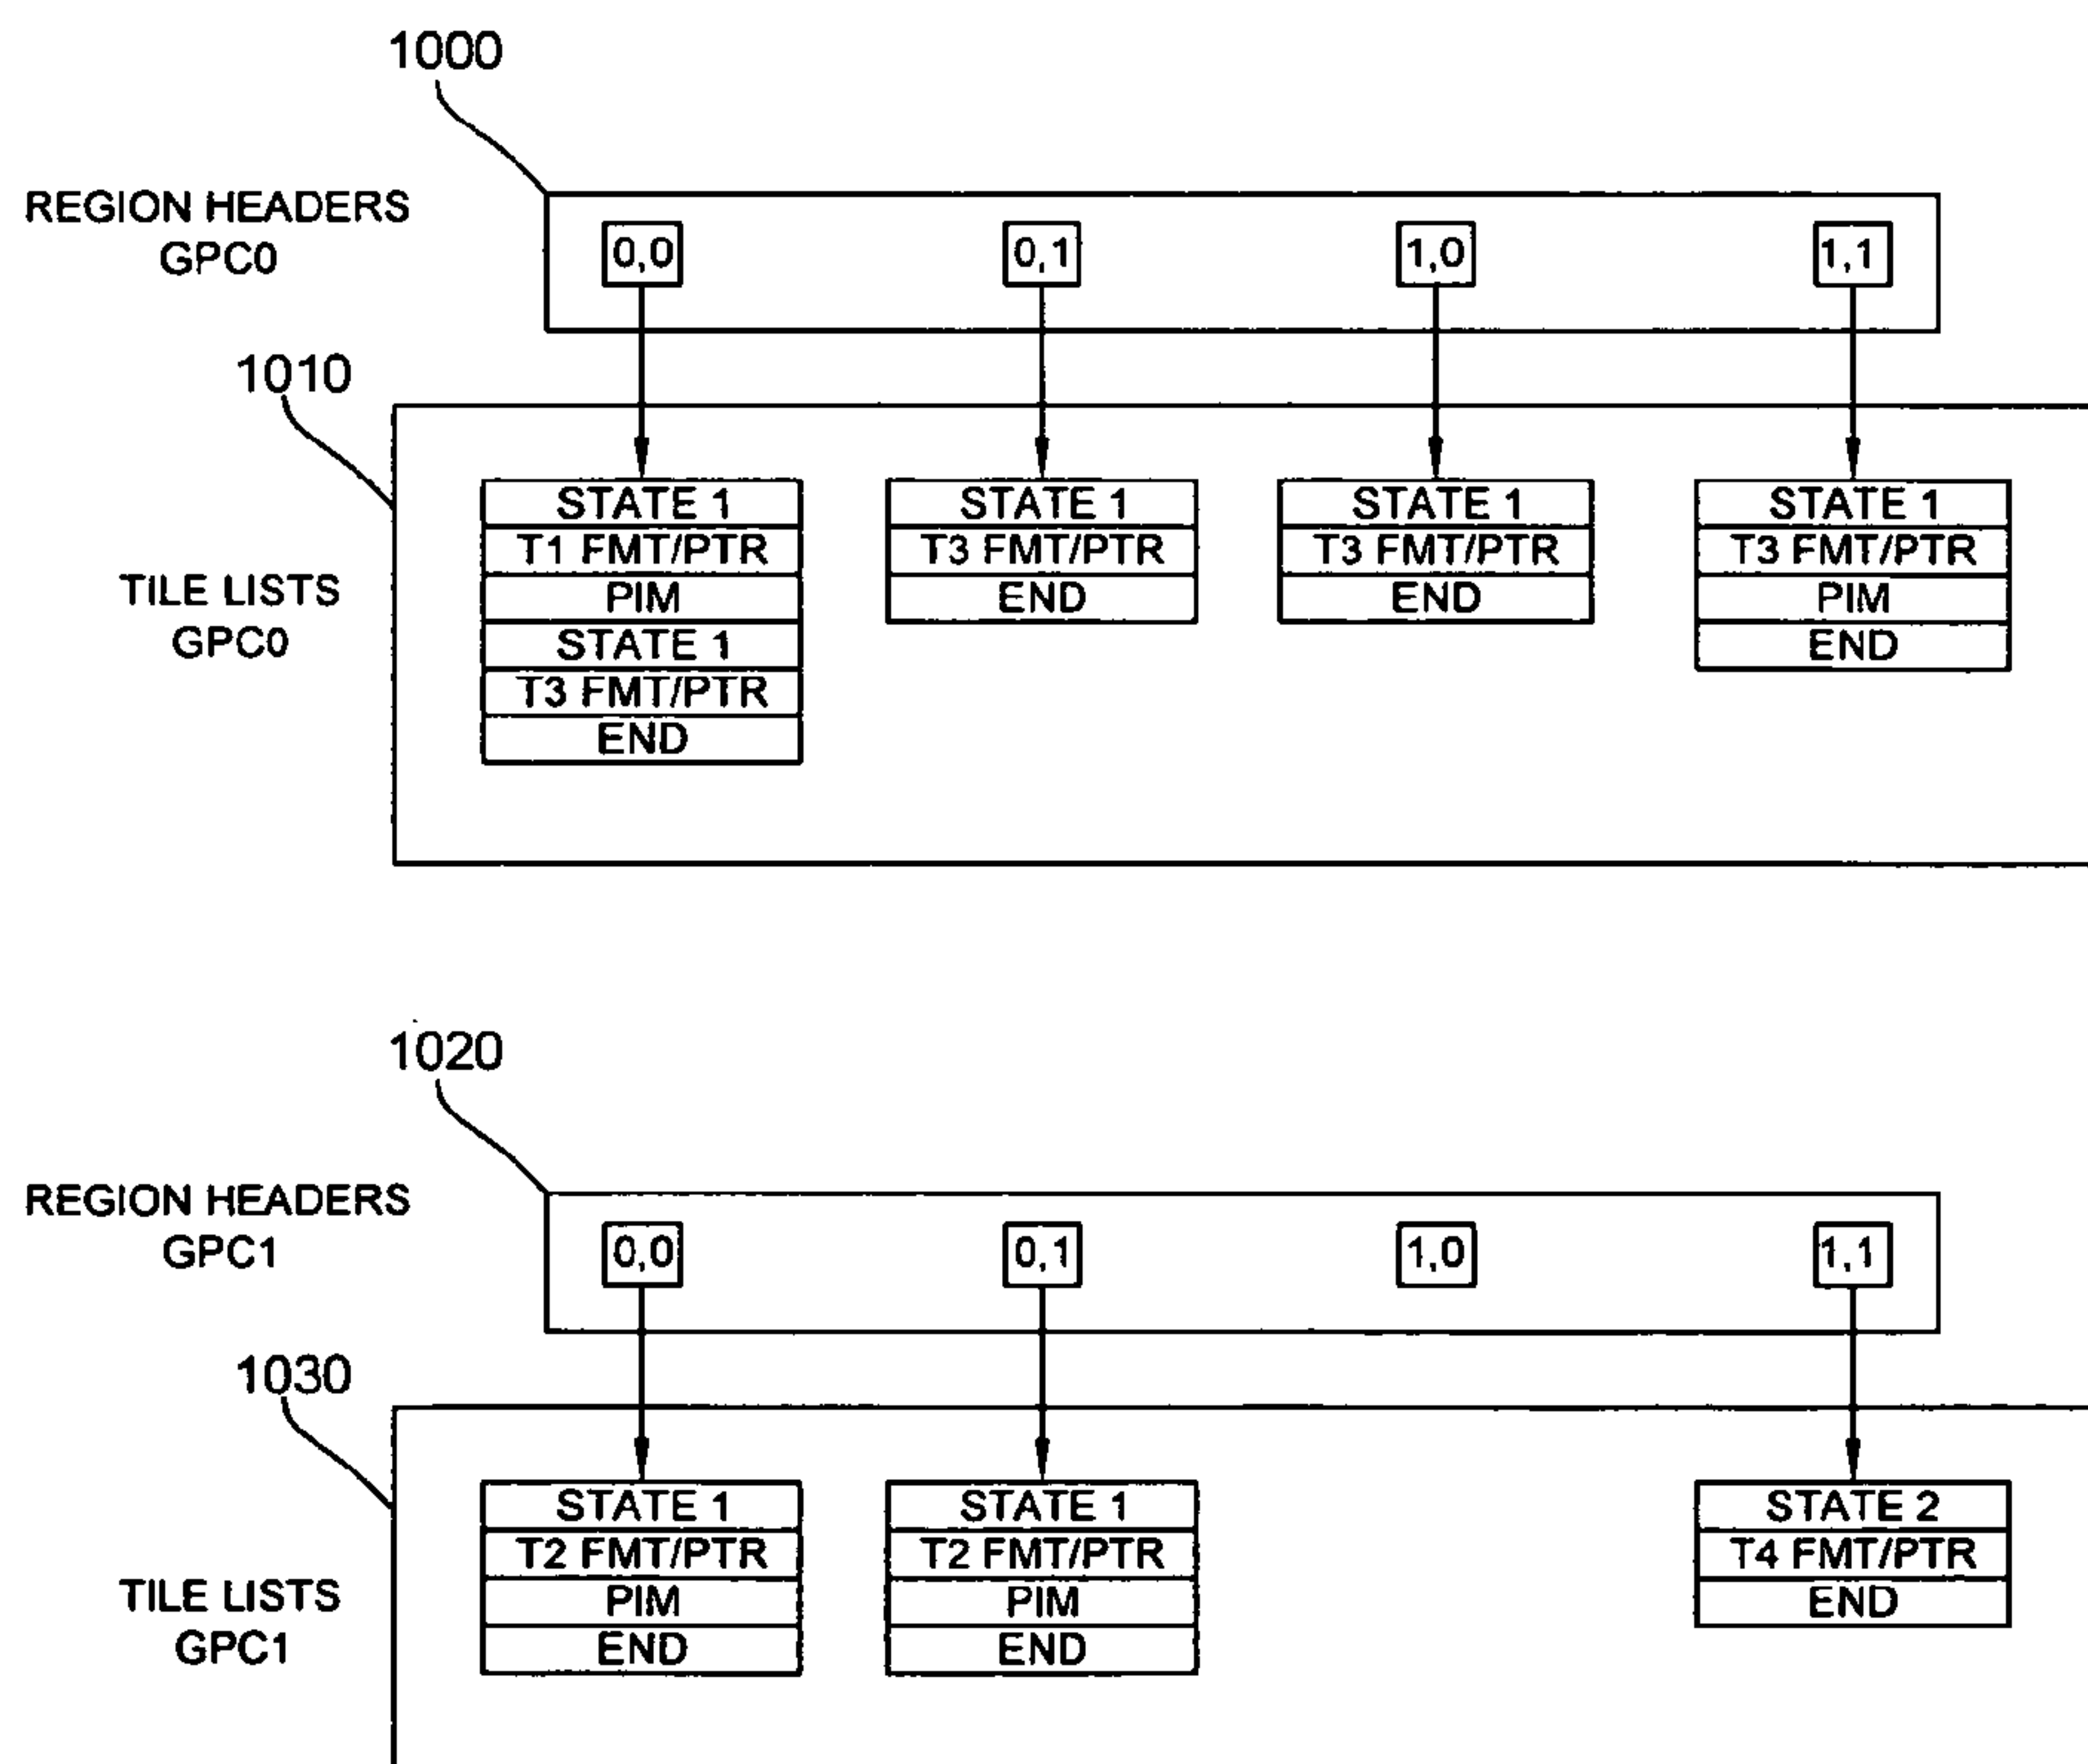 1000
REGION HEADERS
GPC0
0,0 0,1 1,0 1,1
1010
TILE LISTS
GPC0
STATE 1 STATE 1 STATE 1 STATE 1
T1 FMT/PTR T3 FMT/PTR T3 FMT/PTR T3 FMT/PTR
PIM END END PIM
STATE 1 END
T3 FMT/PTR
END
1020
REGION HEADERS
GPC1
0,0 0,1 1,0 1,1
1030
TILE LISTS
GPC1
STATE 1 STATE 1 STATE 2
T2 FMT/PTR T2 FMT/PTR T4 FMT/PTR
PIM PIM END
END END